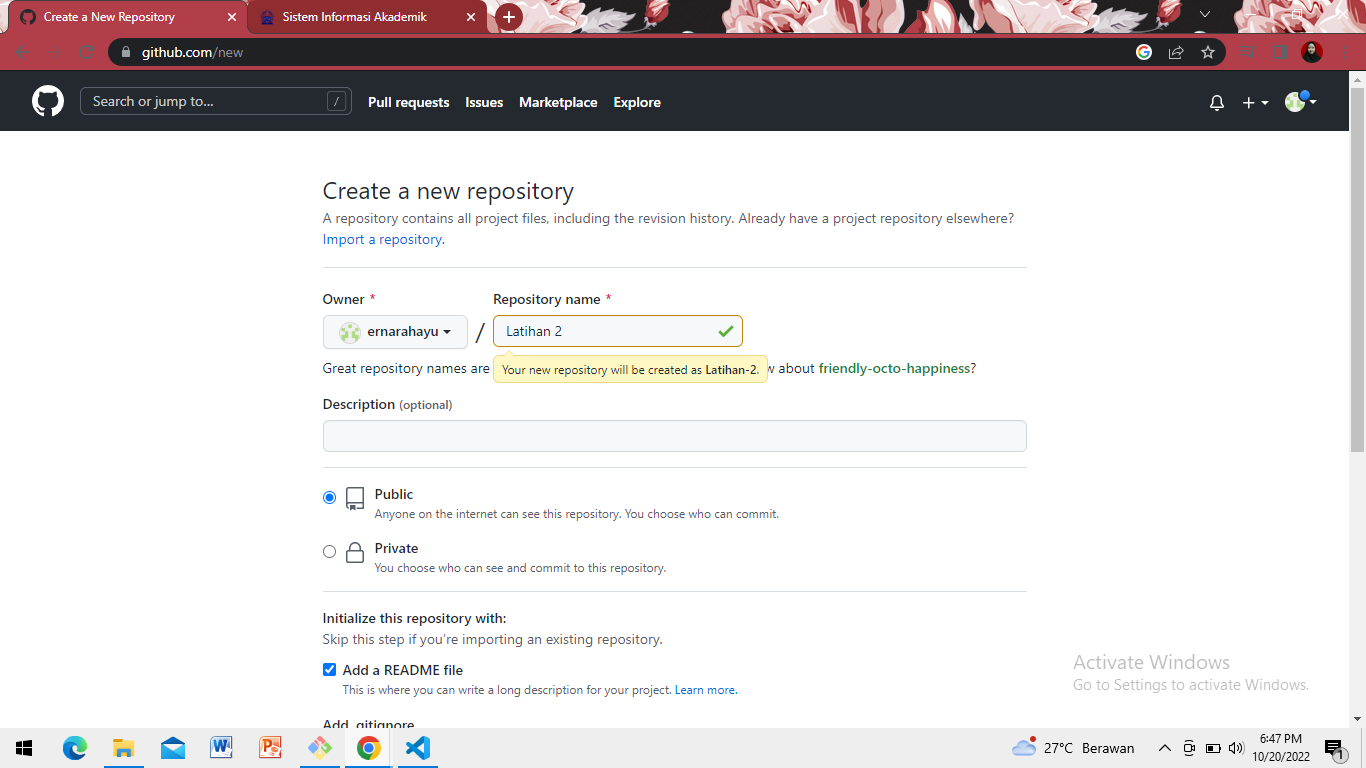 Create a New Repository
Sistem Informasi Akademik
github.com/new
Search or jump to...
/
Pull requests
Issues
Marketplace
Explore
Create a new repository
A repository contains all project files, including the revision history. Already have a project repository elsewhere?
Import a repository.
Owner *
Repository name *
ernarahayu
/
Latihan 2
Great repository names are
Your new repository will be created as Latihan-2.
w about friendly-octo-happiness?
Description (optional)
Public
Anyone on the internet can see this repository. You choose who can commit.
Private
You choose who can see and commit to this repository.
Initialize this repository with:
Skip this step if you're importing an existing repository.
Add a README file
This is where you can write a long description for your project. Learn more.
Add .gitignore
Activate Windows
Go to Settings to activate Windows.
27°C Berawan
6:47 PM
10/20/2022
1